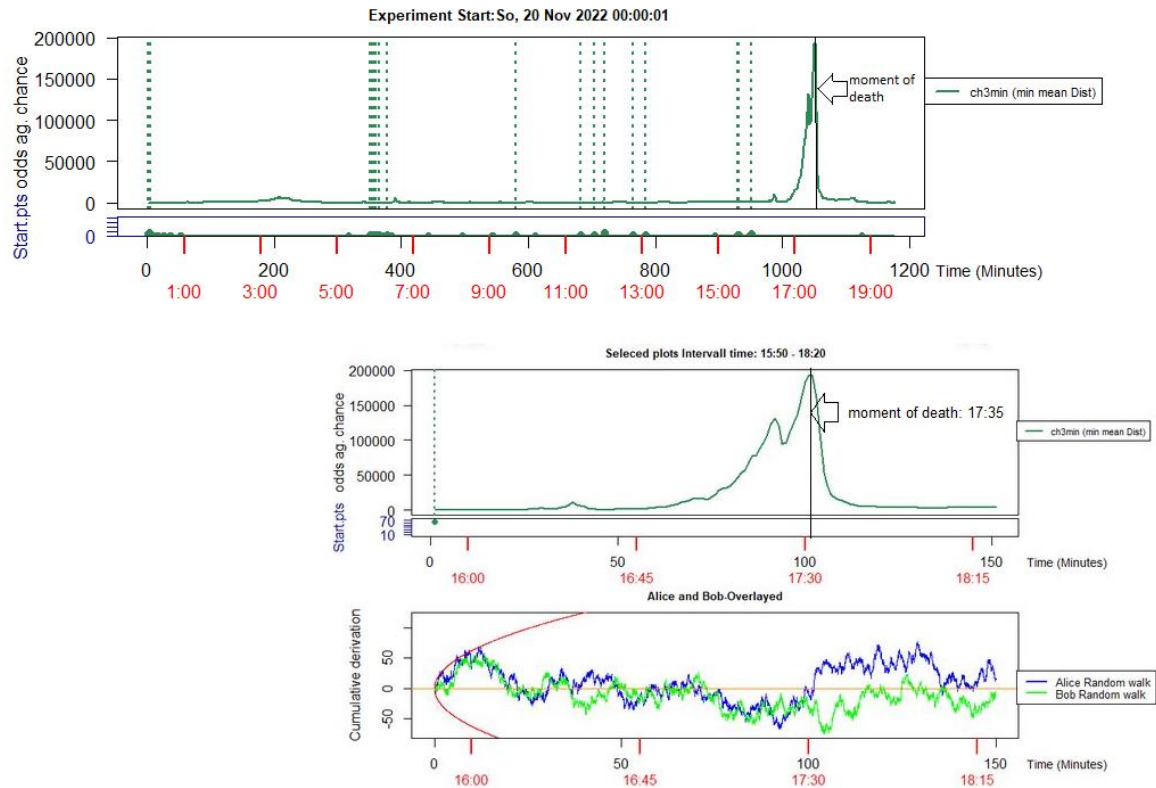 Experiment Start:So, 20 Nov 2022 00:00:01
Start.pts odds ag. chance
200000
150000
100000
50000
0
0
moment of
death
ch3min (min mean Dist)
0 200 400 600 800 1000 1200 Time (Minutes)
1:00 3:00 5:00 7:00 9:00 11:00 13:00 15:00 17:00 19:00
Seleced plots Intervall time: 15:50 - 18:20
Start.pts odds ag. chance
200000
150000
100000
50000
0
70
10
moment of death: 17:35
ch3min (min mean Dist)
0 50 100 150 Time (Minutes)
16:00 16:45 17:30 18:15
Alice and Bob-Overlayed
Cumulative derivation
50
0
-50
Alice Random walk
Bob Random walk
0 50 100 150 Time (Minutes)
16:00 16:45 17:30 18:15